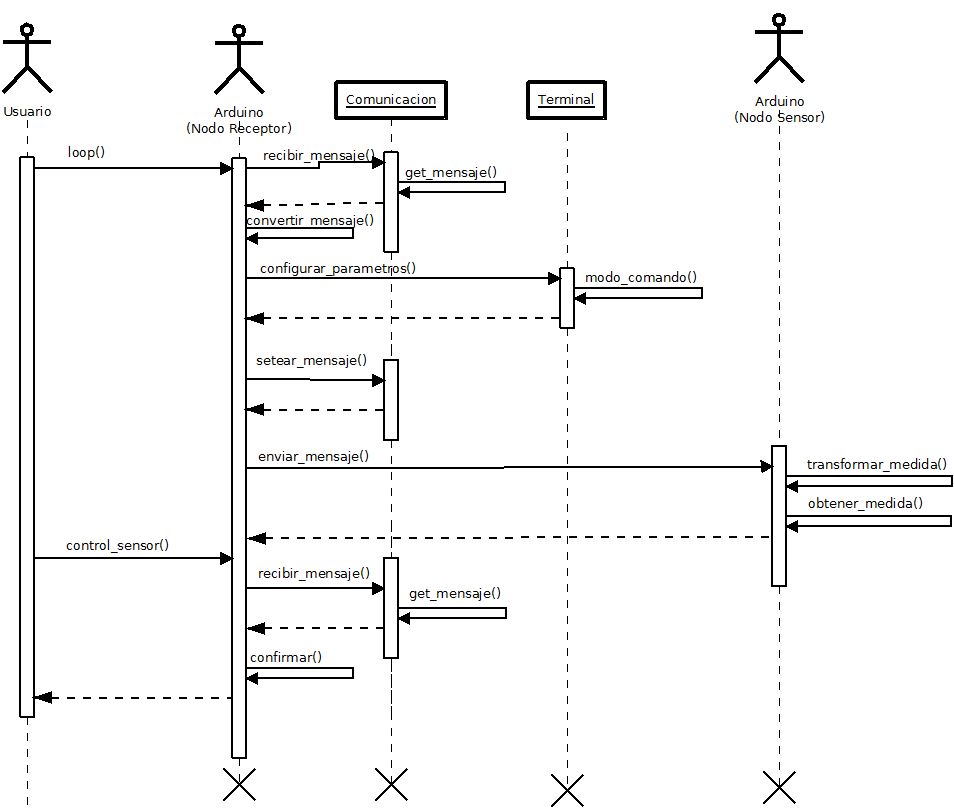 Usuario
Arduino
(Nodo Receptor)
Comunicacion
Terminal
Arduino
(Nodo Sensor)
loop()
recibir_mensaje()
get_mensaje()
convertir_mensaje()
configurar_parametros()
modo_comando()
setear_mensaje()
enviar_mensaje()
transformar_medida()
obtener_medida()
control_sensor()
recibir_mensaje()
get_mensaje()
confirmar()